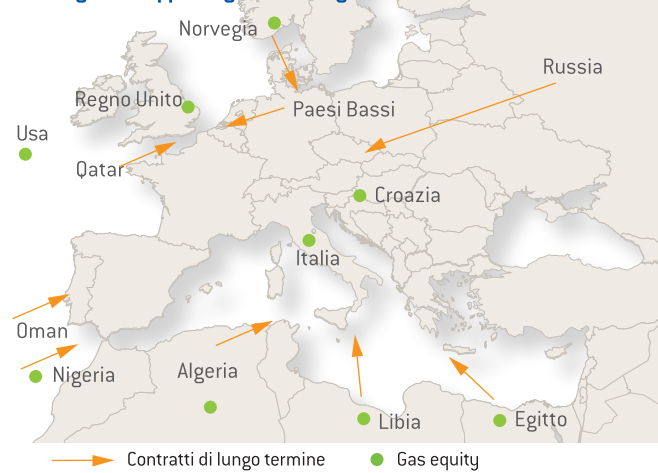 Norvegia
Russia
Regno Unito
Paesi Bassi
Usa
Qatar
Croazia
Italia
Oman
Nigeria
Algeria
Libia
Egitto
Contratti di lungo termine
Gas equity